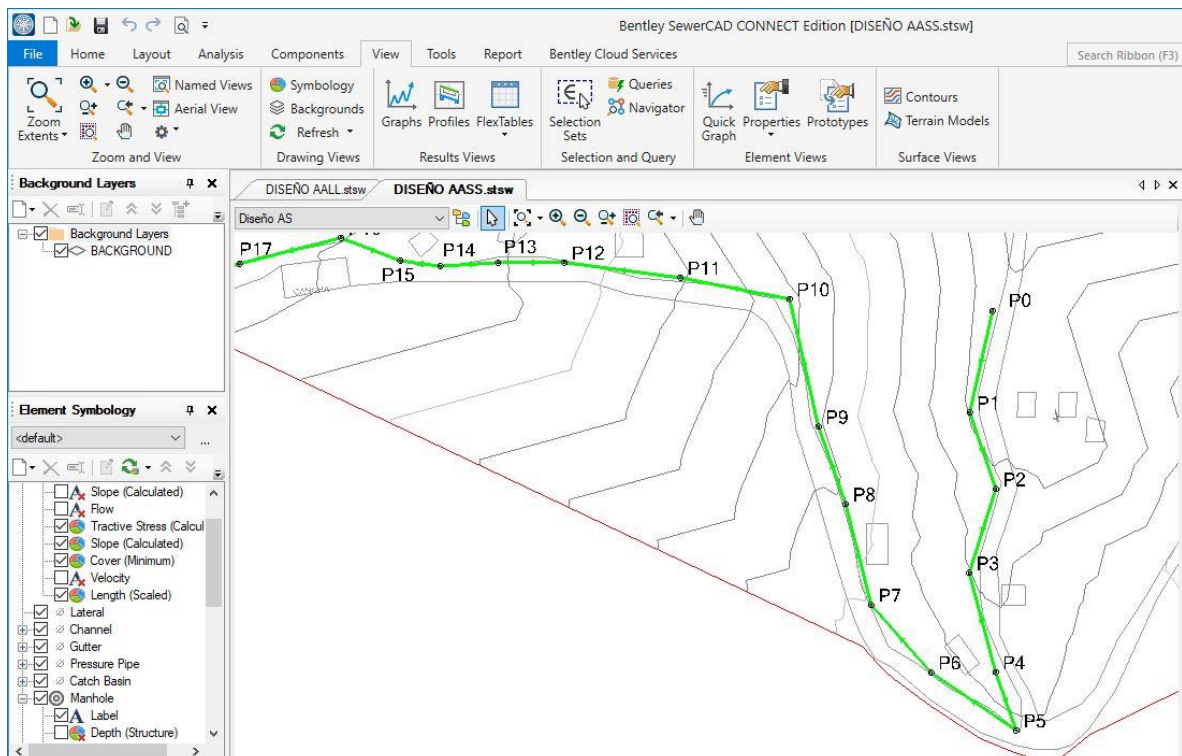 Bentley SewerCAD CONNECT Edition [DISEÑO AASS.stsw]
File Home Layout Analysis Components View Tools Report Bentley Cloud Services Search Ribbon (F3)
Zoom Extents
Named Views
Aerial View
Zoom and View
Symbology
Backgrounds
Refresh
Drawing Views
Graphs Profiles FlexTables
Results Views
Selection Sets
Queries
Navigator
Selection and Query
Quick Graph
Properties
Prototypes
Element Views
Contours
Terrain Models
Surface Views
Background Layers
Background Layers
BACKGROUND
Element Symbology
<default>
...
Slope (Calculated)
Flow
Tractive Stress (Calcul
Slope (Calculated)
Cover (Minimum)
Velocity
Length (Scaled)
Lateral
Channel
Gutter
Pressure Pipe
Catch Basin
Manhole
Label
Depth (Structure)
DISEÑO AALL.stsw DISEÑO AASS.stsw
Diseño AS
P17
P15
P14
P13
P12
P11
P10
P0
CANCHA
P1
P9
P2
P8
P3
P7
P6
P4
P5